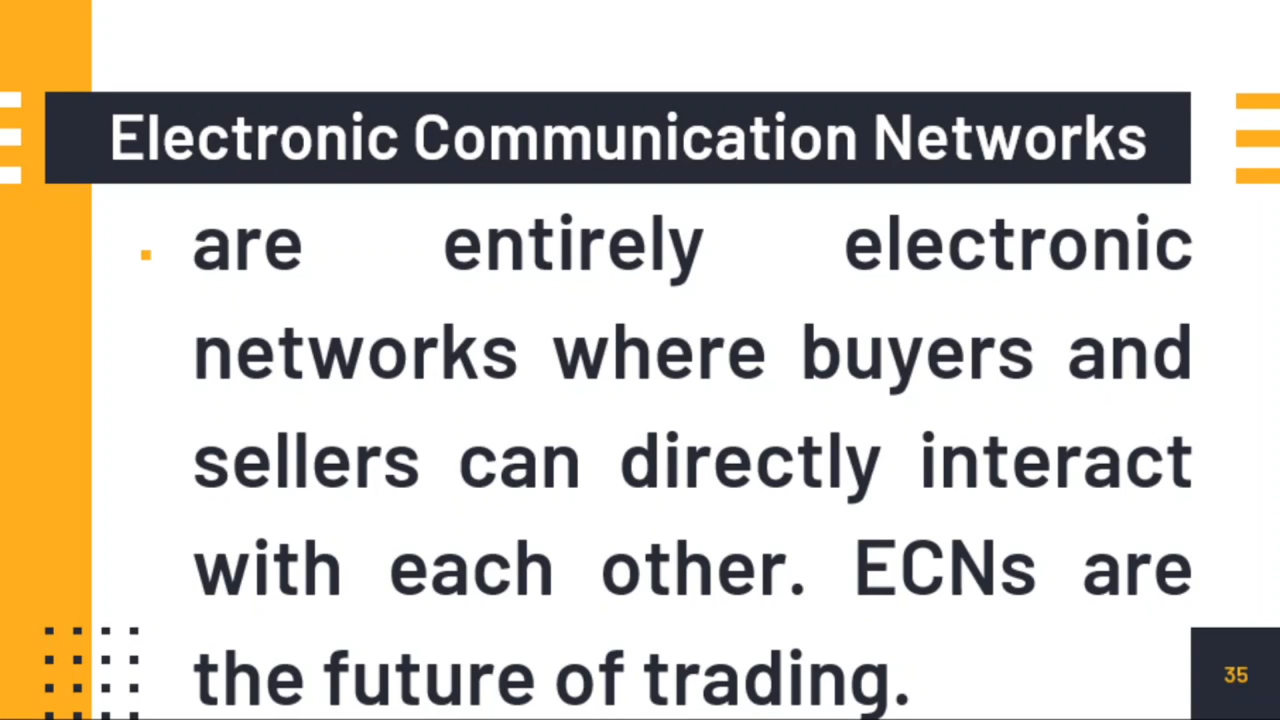 Electronic Communication Networks
are entirely electronic
networks where buyers and
sellers can directly interact
with each other. ECNs are
the future of trading.
35